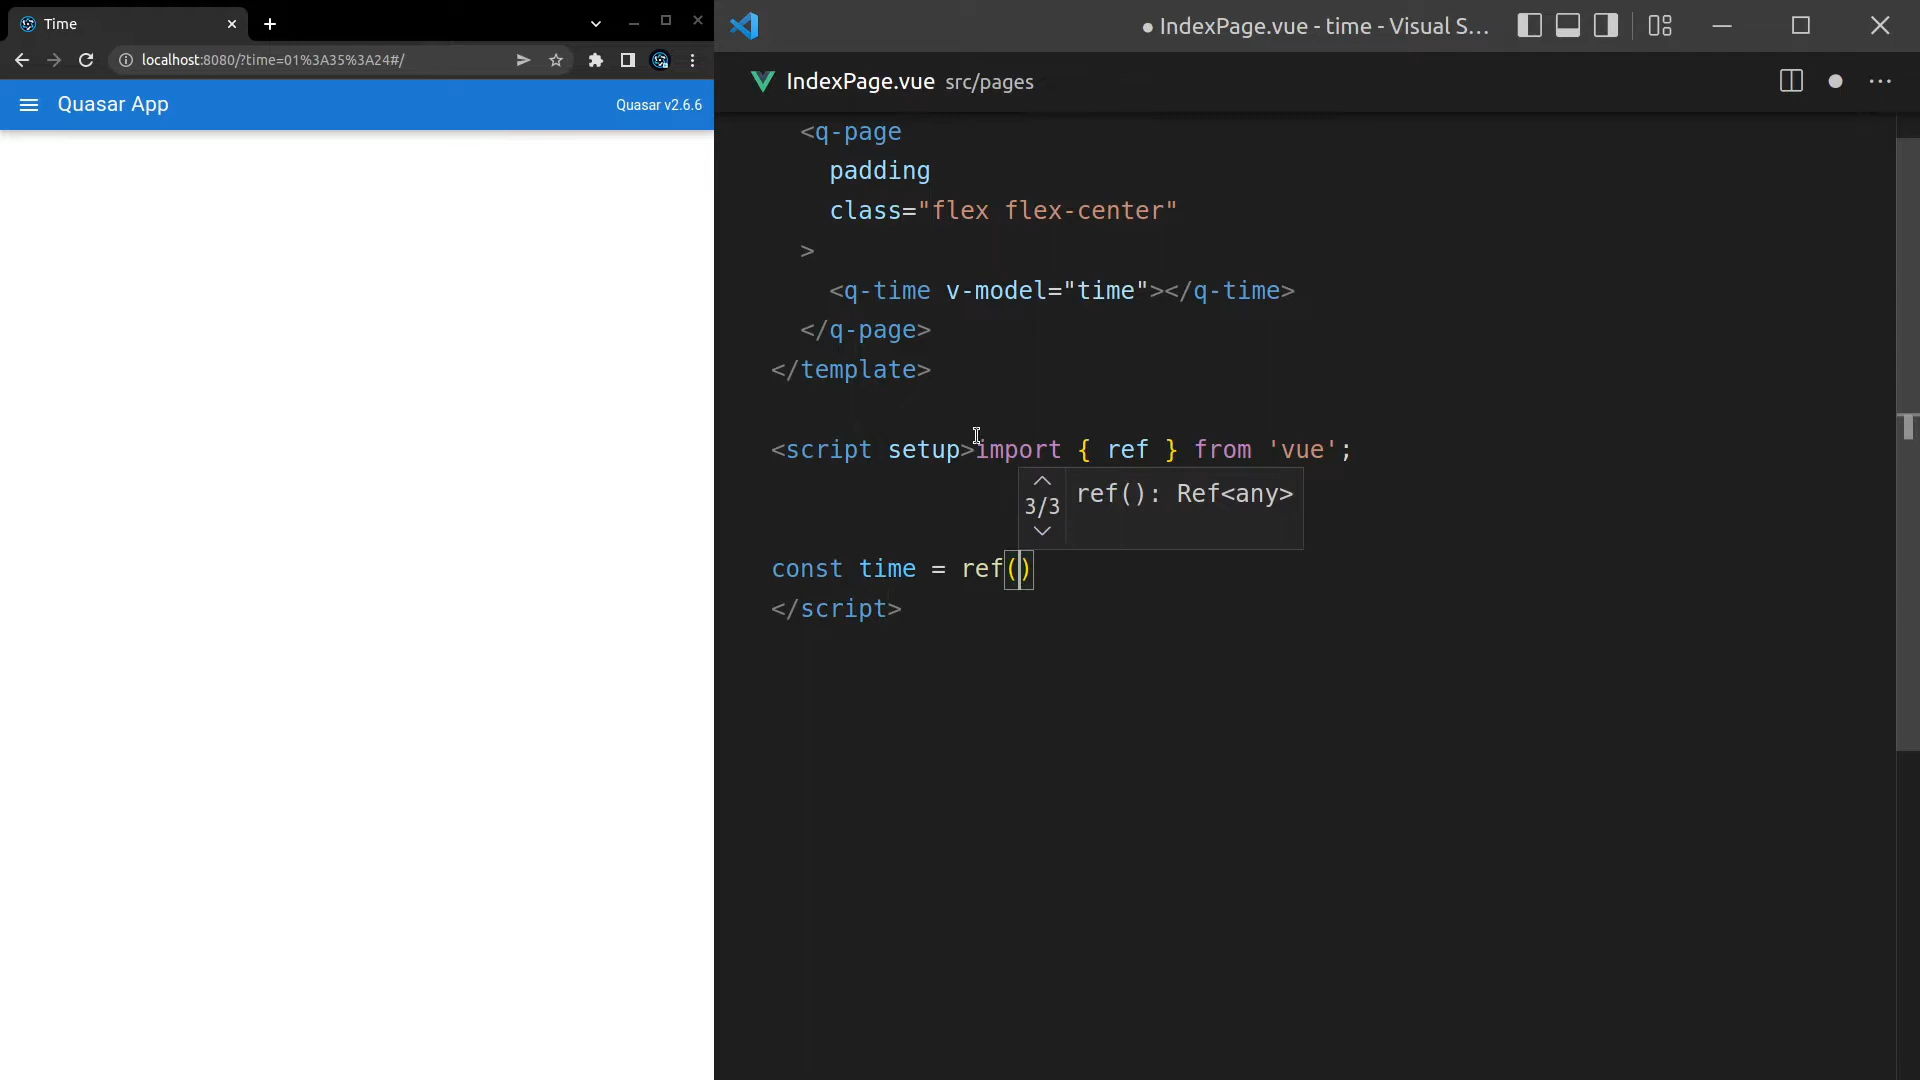 Time
localhost:8080/?time=01%3A35%3A24#/
Quasar App
Quasar v2.6.6
● IndexPage.vue - time - Visual S...
IndexPage.vue src/pages
<q-page
padding
class="flex flex-center"
>
<q-time v-model="time"></q-time>
</q-page>
</template>
<script setup>import { ref } from 'vue';
3/3
ref(): Ref<any>
const time = ref()
</script>